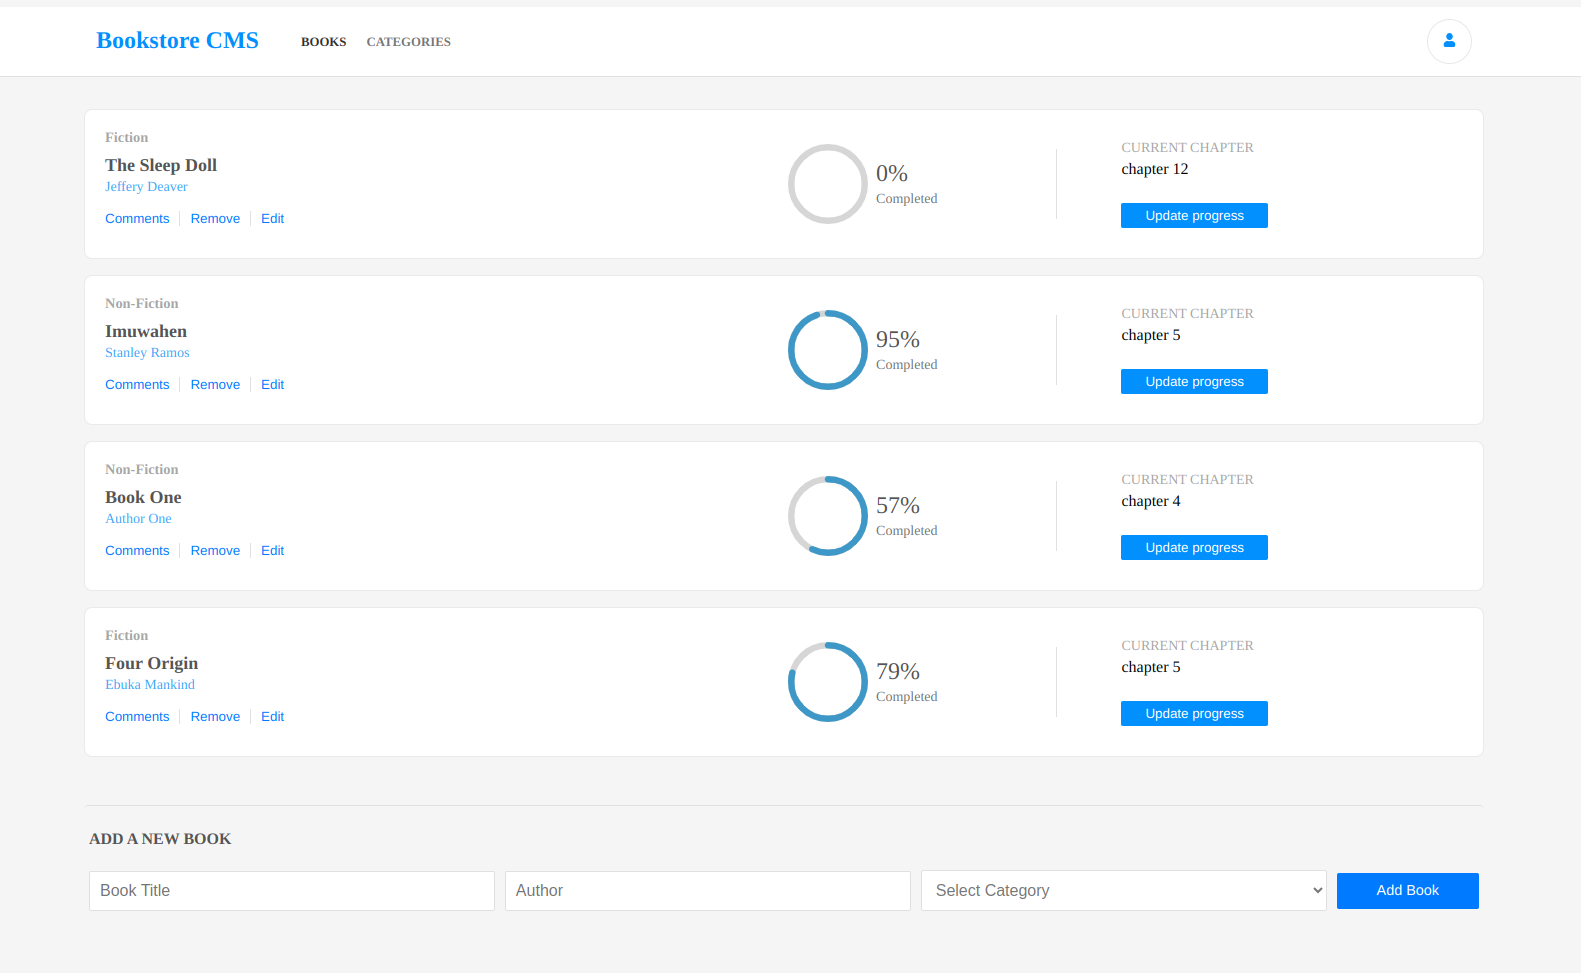 Bookstore CMS BOOKS CATEGORIES
Fiction
The Sleep Doll
Jeffery Deaver
Comments Remove Edit
0%
Completed
CURRENT CHAPTER
chapter 12
Update progress
Non-Fiction
Imuwahen
Stanley Ramos
Comments Remove Edit
95%
Completed
CURRENT CHAPTER
chapter 5
Update progress
Non-Fiction
Book One
Author One
Comments Remove Edit
57%
Completed
CURRENT CHAPTER
chapter 4
Update progress
Fiction
Four Origin
Ebuka Mankind
Comments Remove Edit
79%
Completed
CURRENT CHAPTER
chapter 5
Update progress
ADD A NEW BOOK
Book Title Author Select Category Add Book